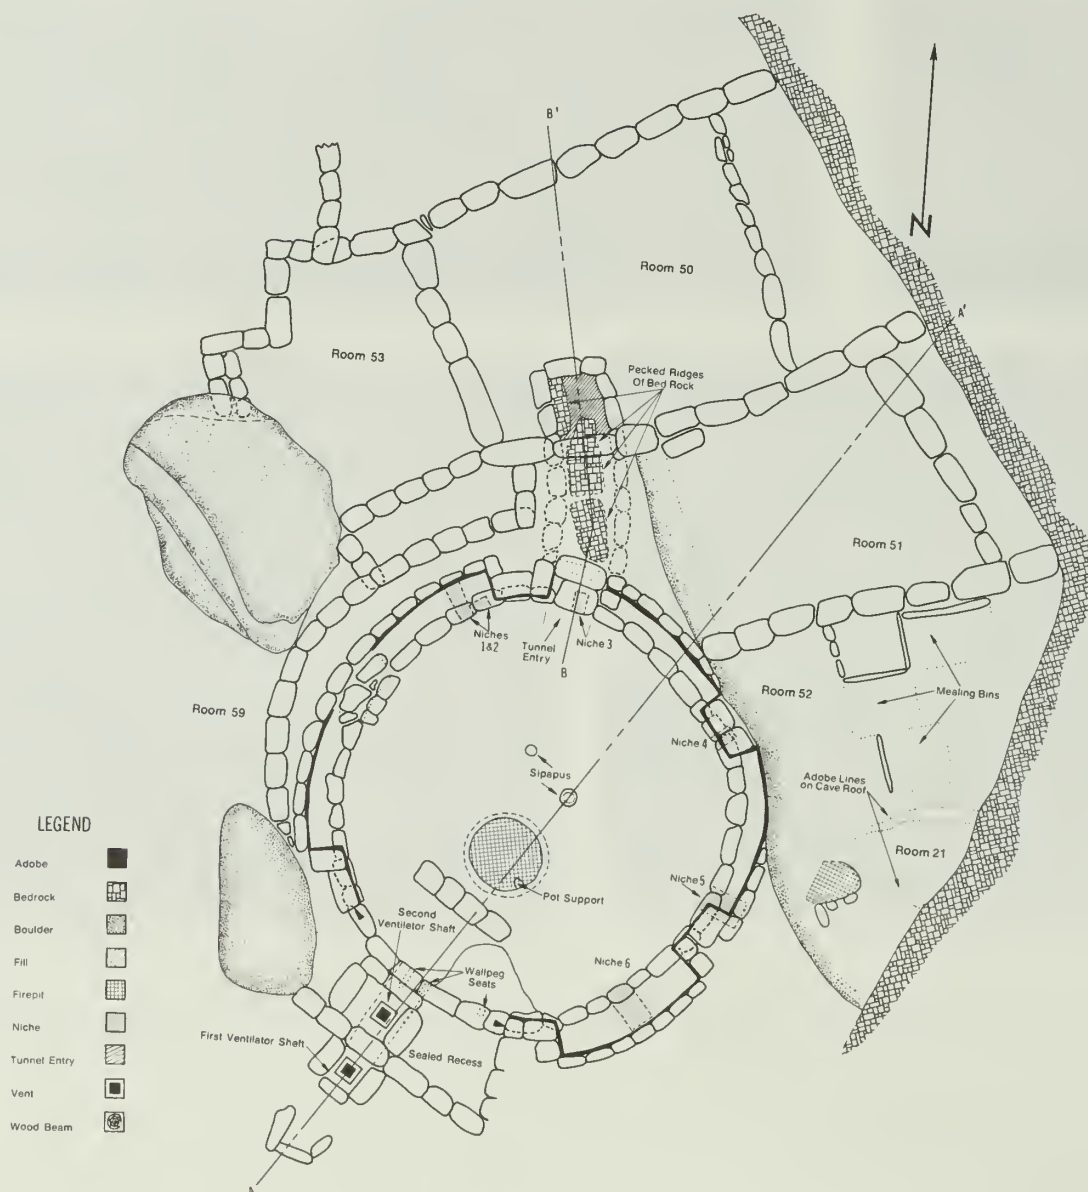 B'
N
Room 50
A'
Room 53
Pecked Ridges
Of Bed Rock
Room 51
Niches
1&2
Tunnel
Entry
Niche 3
B
Room 52
Mealing Bins
Room 59
Niche 4
Sipapus
Adobe Lines
on Cave Roof
Room 21
Pot Support
Niche 5
Second
Ventilator Shaft
Niche 6
Wallpeg
Seats
First Ventilator Shaft
Sealed Recess
A
LEGEND
Adobe
Bedrock
Boulder
Fill
Firepit
Niche
Tunnel Entry
Vent
Wood Beam